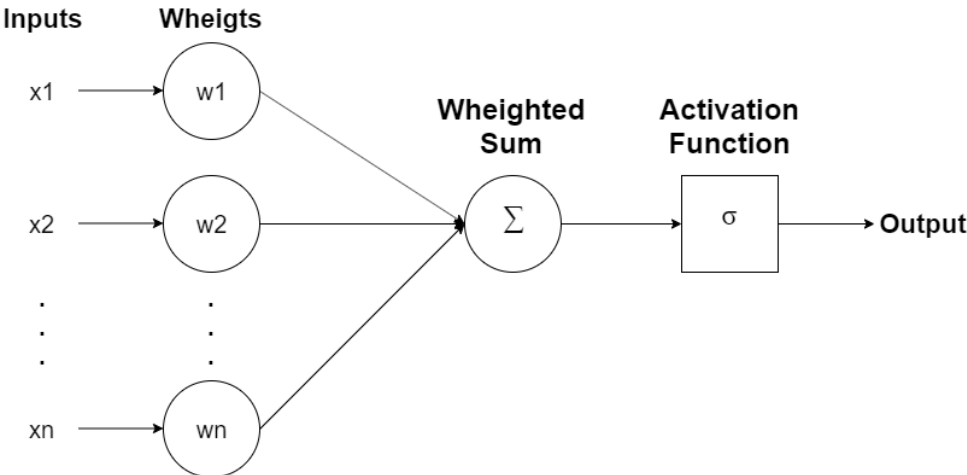 Inputs
Wheigts
x1
w1
Wheighted
Sum
Activation
Function
x2
w2
∑
σ
Output
.
.
.
.
.
.
xn
wn